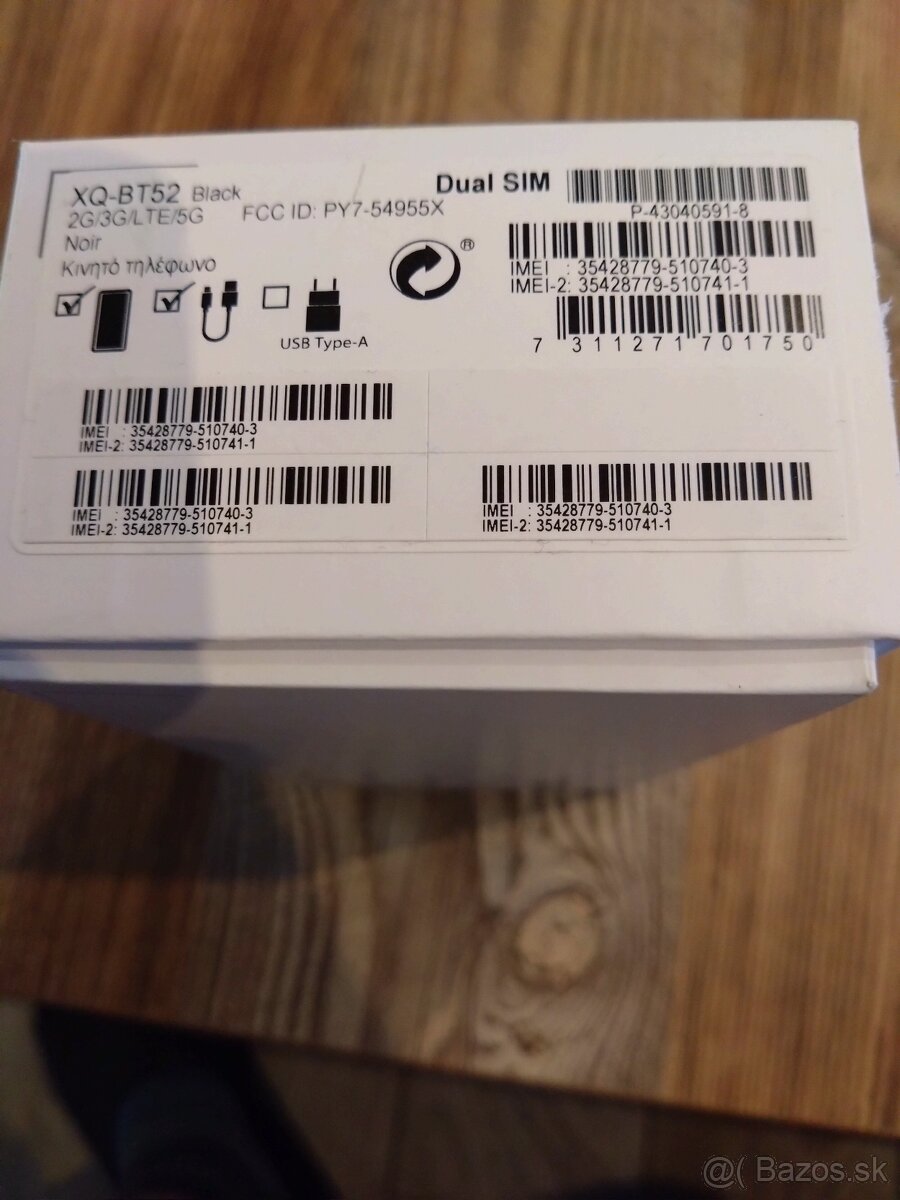 XQ-BT52 Black
2G/3G/LTE/5G FCC ID: PY7-54955X
Noir
Κινητό τηλέφωνο
USB Type-A
®
Dual SIM
P-43040591-8
IMEI : 35428779-510740-3
IMEI-2: 35428779-510741-1
7 311271 701750
IMEI : 35428779-510740-3
IMEI-2: 35428779-510741-1
IMEI : 35428779-510740-3
IMEI-2: 35428779-510741-1
IMEI : 35428779-510740-3
IMEI-2: 35428779-510741-1
@( Bazos.sk